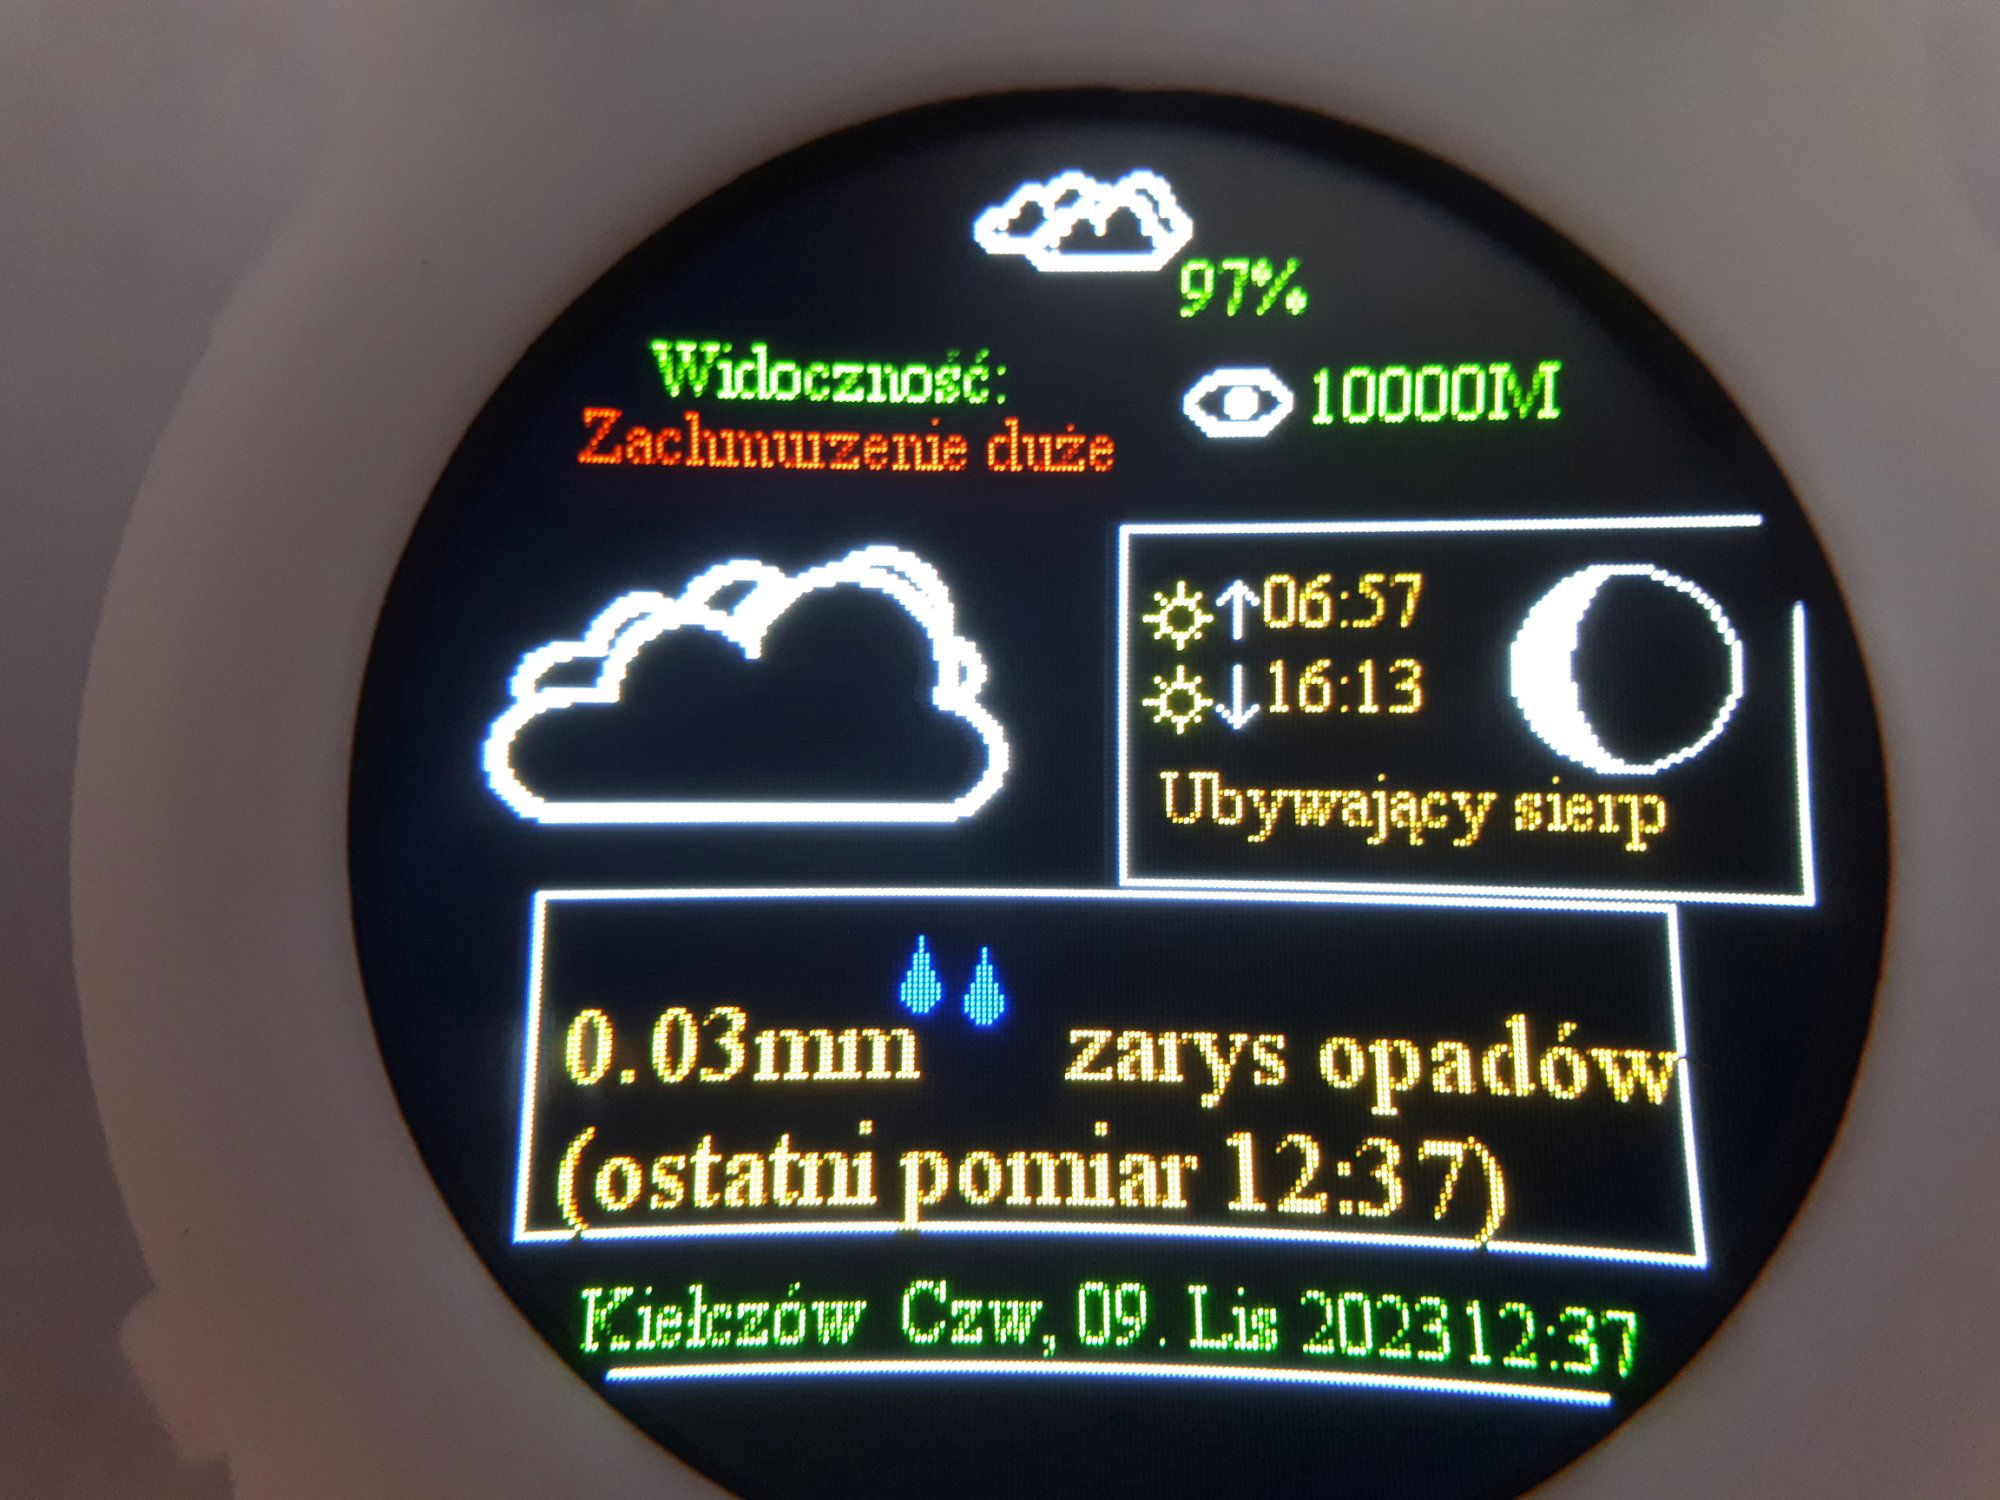 97%
Widoczność: 10000M
Zachmurzenie duże
06:57
16:13
Ubywający sierp
0.03mm zarys opadów
(ostatni pomiar 12:37)
Kiełczów Czw, 09. Lis 2023 12:37